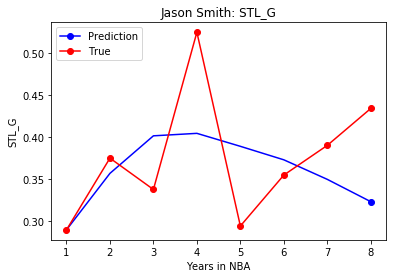 Jason Smith: STL_G
Prediction
True
0.50
0.45
0.40
0.35
0.30
STL_G
1 2 3 4 5 6 7 8
Years in NBA